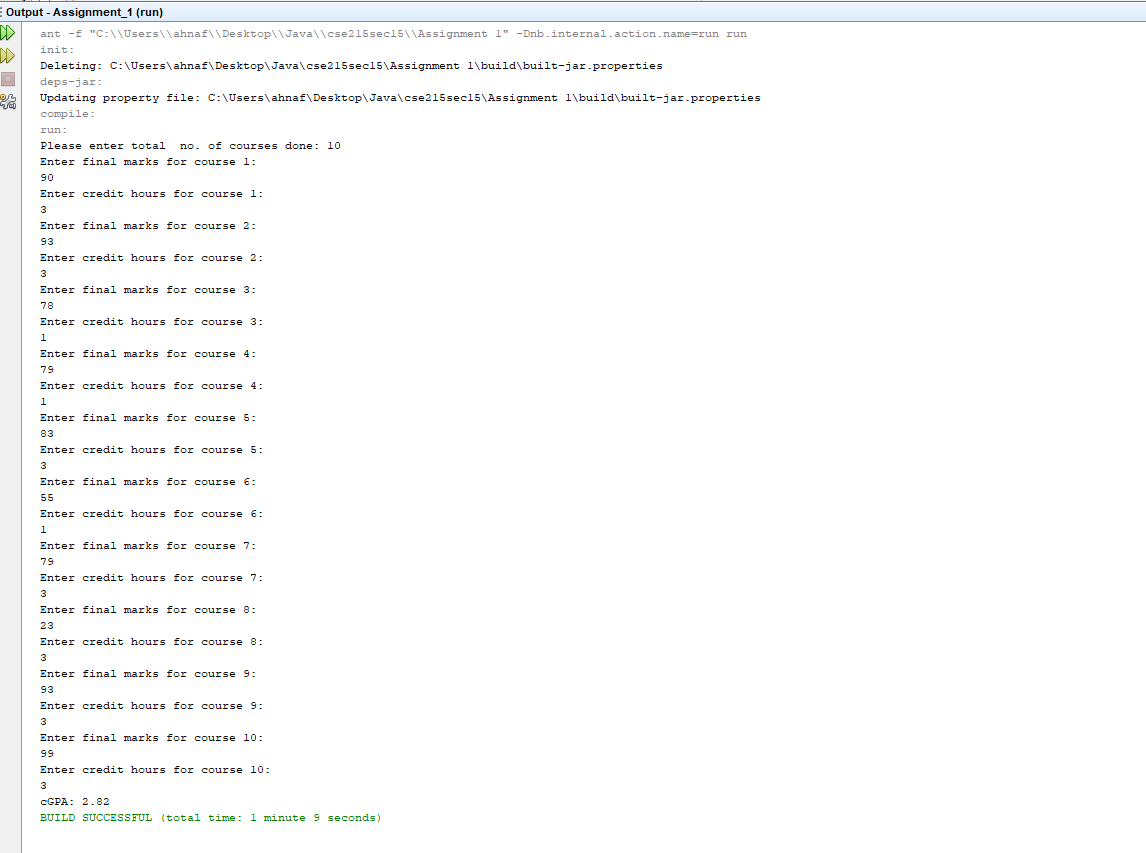 Output - Assignment_1 (run)
ant -f "C:\\Users\\ahnaf\\Desktop\\Java\\cse215sec15\\Assignment 1" -Dnb.internal.action.name=run run
init:
Deleting: C:\Users\ahnaf\Desktop\Java\cse215sec15\Assignment 1\build\built-jar.properties
deps-jar:
Updating property file: C:\Users\ahnaf\Desktop\Java\cse215sec15\Assignment 1\build\built-jar.properties
compile:
run:
Please enter total  no. of courses done: 10
Enter final marks for course 1:
90
Enter credit hours for course 1:
3
Enter final marks for course 2:
93
Enter credit hours for course 2:
3
Enter final marks for course 3:
78
Enter credit hours for course 3:
1
Enter final marks for course 4:
79
Enter credit hours for course 4:
1
Enter final marks for course 5:
83
Enter credit hours for course 5:
3
Enter final marks for course 6:
55
Enter credit hours for course 6:
1
Enter final marks for course 7:
79
Enter credit hours for course 7:
3
Enter final marks for course 8:
23
Enter credit hours for course 8:
3
Enter final marks for course 9:
93
Enter credit hours for course 9:
3
Enter final marks for course 10:
99
Enter credit hours for course 10:
3
cGPA: 2.82
BUILD SUCCESSFUL (total time: 1 minute 9 seconds)